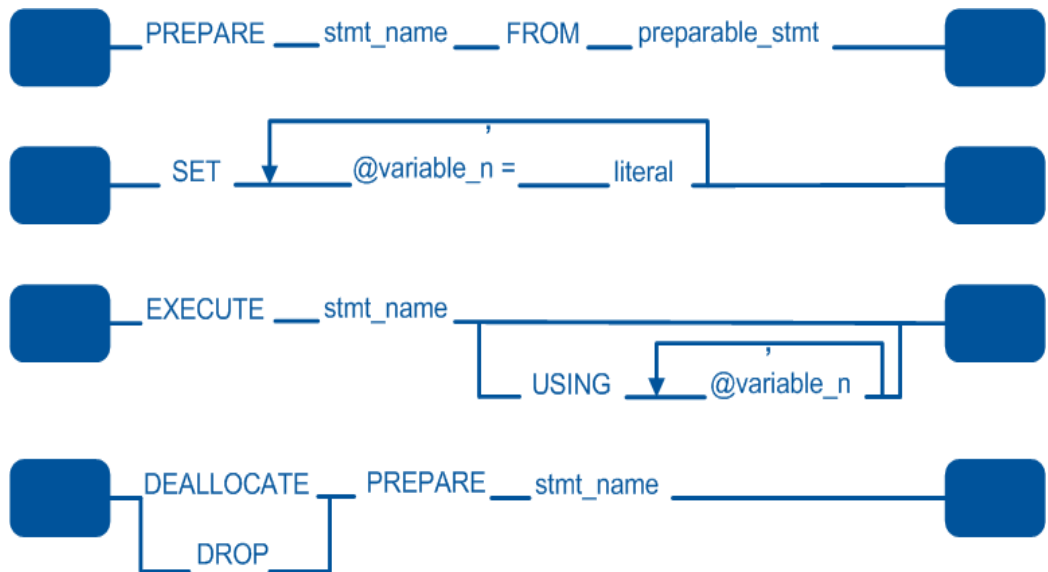 PREPARE stmt_name FROM preparable_stmt
,
SET @variable_n = literal
EXECUTE stmt_name
,
USING @variable_n
DEALLOCATE PREPARE stmt_name
DROP